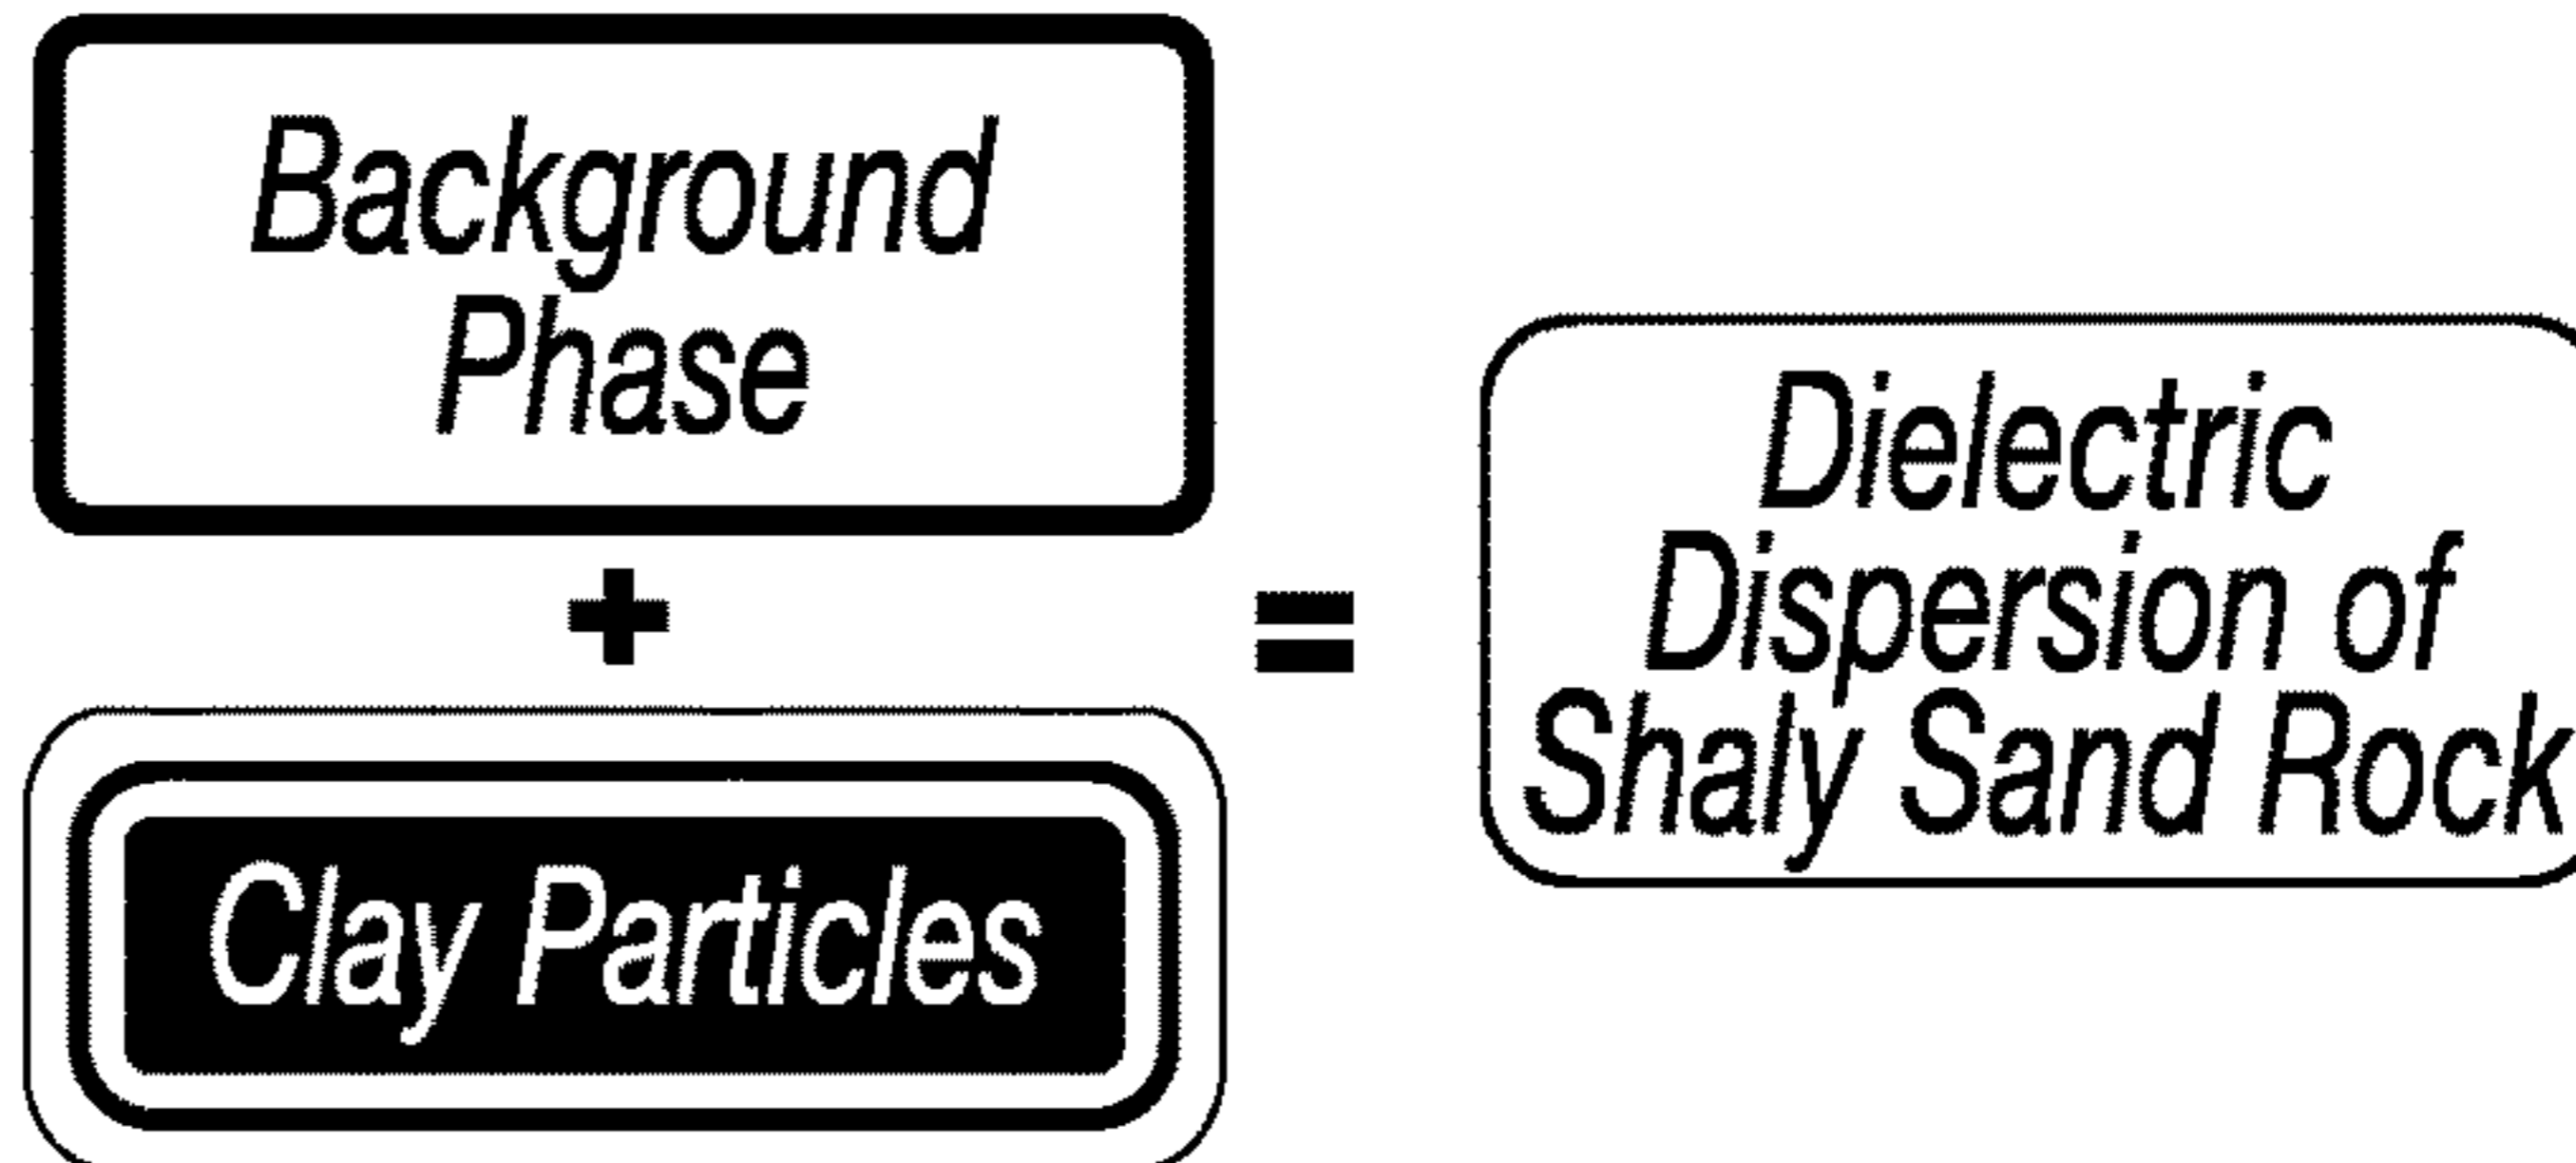 Background
Phase
+
Clay Particles
=
Dielectric
Dispersion of
Shaly Sand Rock